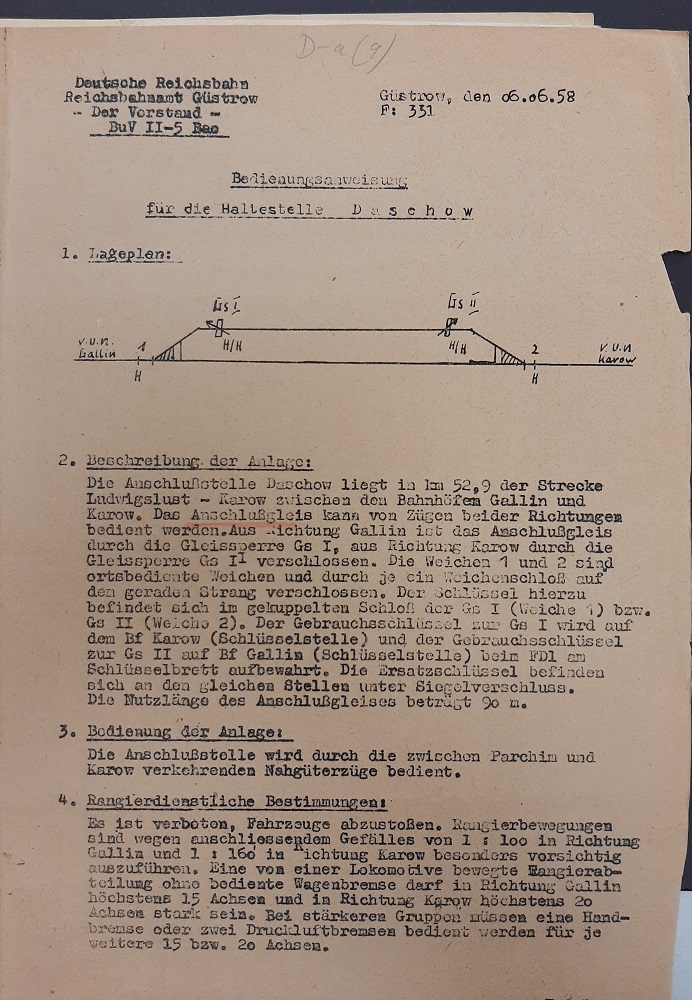 D-a(9)
Deutsche Reichsbahn
Reichsbahnamt Güstrow
- Der Vorstand -
BuV II-5 Bao
Güstrow, den 06.06.58
F: 331
Bedienungsanweisung
für die Haltestelle D a s c h o w
1. Lageplan:
Gs I
Gs II
v.u.n. Gallin
1
H
H/H
H/H
2
H
v.u.n Karow
2. Beschreibung der Anlage:
Die Anschlußstelle Daschow liegt in km 52,9 der Strecke
Ludwigslust - Karow zwischen den Bahnhöfen Gallin und
Karow. Das Anschlußgleis kann von Zügen beider Richtungen
bedient werden.Aus Richtung Gallin ist das Anschlußgleis
durch die Gleissperre Gs I, aus Richtung Karow durch die
Gleissperre Gs II verschlossen. Die Weichen 1 und 2 sind
ortsbediente Weichen und durch je ein Weichenschloß auf
den geraden Strang verschlossen. Der Schlüssel hierzu
befindet sich im gekuppelten Schloß der Gs I (Weiche 1) bzw.
Gs II (Weiche 2). Der Gebrauchsschlüssel zur Gs I wird auf
dem Bf Karow (Schlüsselstelle) und der Gebrauchsschlüssel
zur Gs II auf Bf Gallin (Schlüsselstelle) beim FDl am
Schlüsselbrett aufbewahrt. Die Ersatzschlüssel befinden
sich an den gleichen Stellen unter Siegelverschluss.
Die Nutzlänge des Anschlußgleises beträgt 90 m.
3. Bedienung der Anlage:
Die Anschlußstelle wird durch die zwischen Parchim und
Karow verkehrenden Nahgüterzüge bedient.
4. Rangierdienstliche Bestimmungen:
Es ist verboten, Fahrzeuge abzustoßen. Rangierbewegungen
sind wegen anschliessendem Gefälles von 1 : 100 in Richtung
Gallin und 1 : 160 in Richtung Karow besonders vorsichtig
auszuführen. Eine von einer Lokomotive bewegte Rangierab-
teilung ohne bediente Wagenbremse darf in Richtung Gallin
höchstens 15 Achsen und in Richtung Karow höchstens 20
Achsen stark sein. Bei stärkeren Gruppen müssen eine Hand-
bremse oder zwei Druckluftbremsen bedient werden für je
weitere 15 bzw. 20 Achsen.